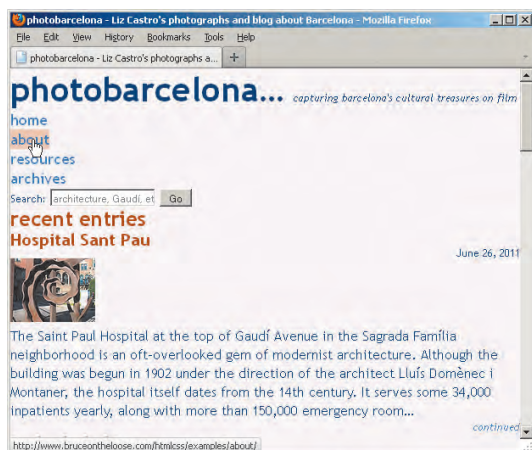 photobarcelona - Liz Castro's photographs and blog about Barcelona - Mozilla Firefox
File Edit View History Bookmarks Tools Help
photobarcelona - Liz Castro's photographs a... +
photobarcelona... capturing barcelona's cultural treasures on film
home
about
resources
archives
Search: architecture, Gaudí, et Go
recent entries
Hospital Sant Pau
June 26, 2011
The Saint Paul Hospital at the top of Gaudí Avenue in the Sagrada Família
neighborhood is an oft-overlooked gem of modernist architecture. Although the
building was begun in 1902 under the direction of the architect Lluís Domènec i
Montaner, the hospital itself dates from the 14th century. It serves some 34,000
inpatients yearly, along with more than 150,000 emergency room...
continued
http://www.bruceontheloose.com/htmlcss/examples/about/